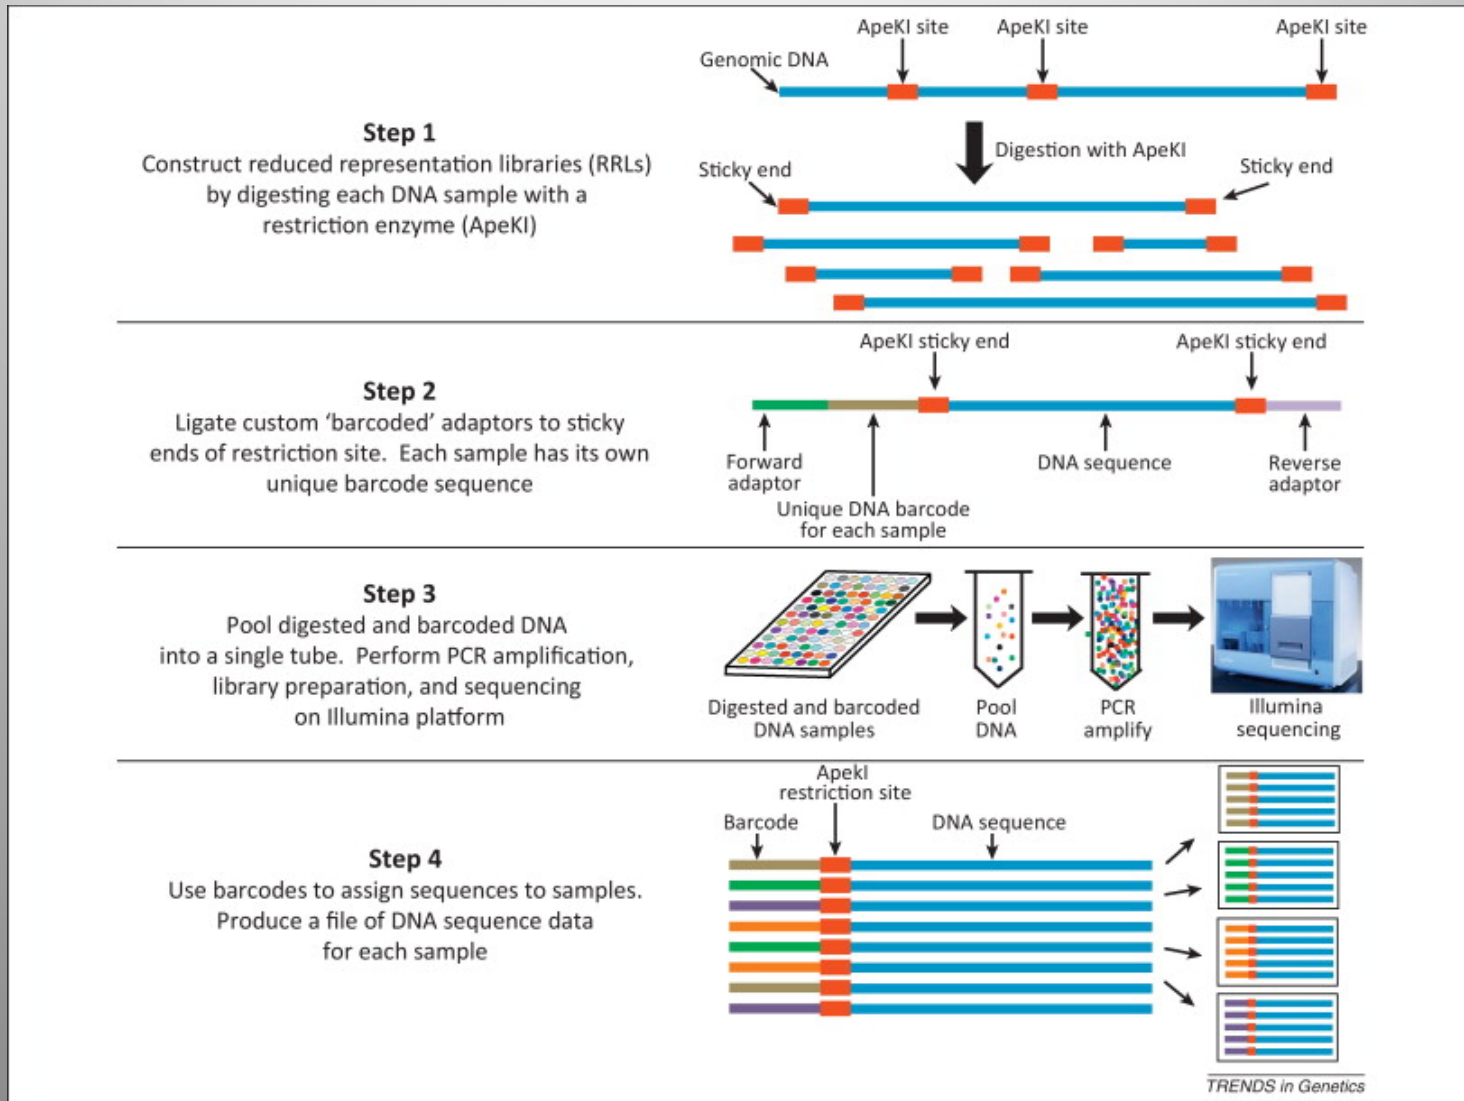 Step 1
Construct reduced representation libraries (RRLs)
by digesting each DNA sample with a
restriction enzyme (ApeKI)
ApeKI site
ApeKI site
ApeKI site
Genomic DNA
Digestion with ApeKI
Sticky end
Sticky end
Step 2
Ligate custom ‘barcoded’ adaptors to sticky
ends of restriction site. Each sample has its own
unique barcode sequence
ApeKI sticky end
ApeKI sticky end
Forward
adaptor
Unique DNA barcode
for each sample
DNA sequence
Reverse
adaptor
Step 3
Pool digested and barcoded DNA
into a single tube. Perform PCR amplification,
library preparation, and sequencing
on Illumina platform
Digested and barcoded
DNA samples
Pool
DNA
PCR
amplify
Illumina
sequencing
Step 4
Use barcodes to assign sequences to samples.
Produce a file of DNA sequence data
for each sample
Barcode
ApekI
restriction site
DNA sequence
TRENDS in Genetics